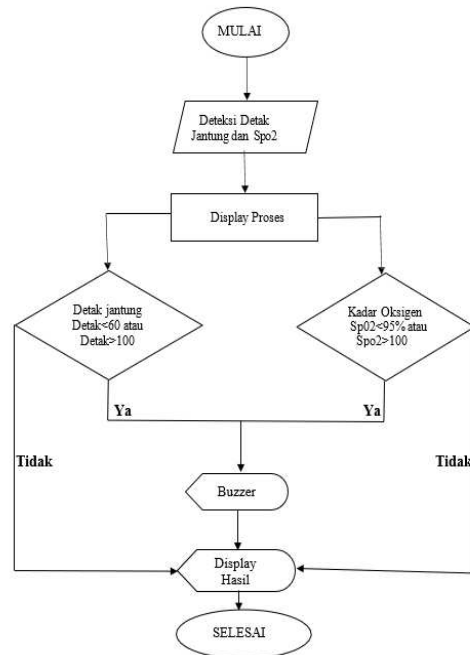 MULAI
Deteksi Detak
Jantung dan Spo2
Display Proses
Detak jantung
Detak<60 atau
Detak>100
Kadar Oksigen
Sp02<95% atau
Spo2>100
Ya
Ya
Tidak
Tidak
Buzzer
Display
Hasil
SELESAI